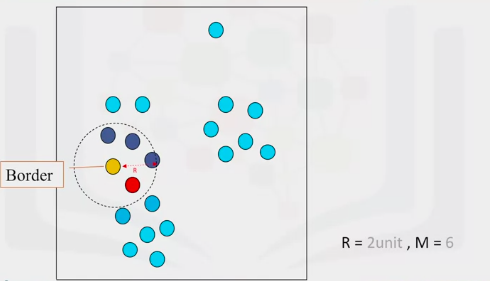 R
Border
R = 2unit , M = 6